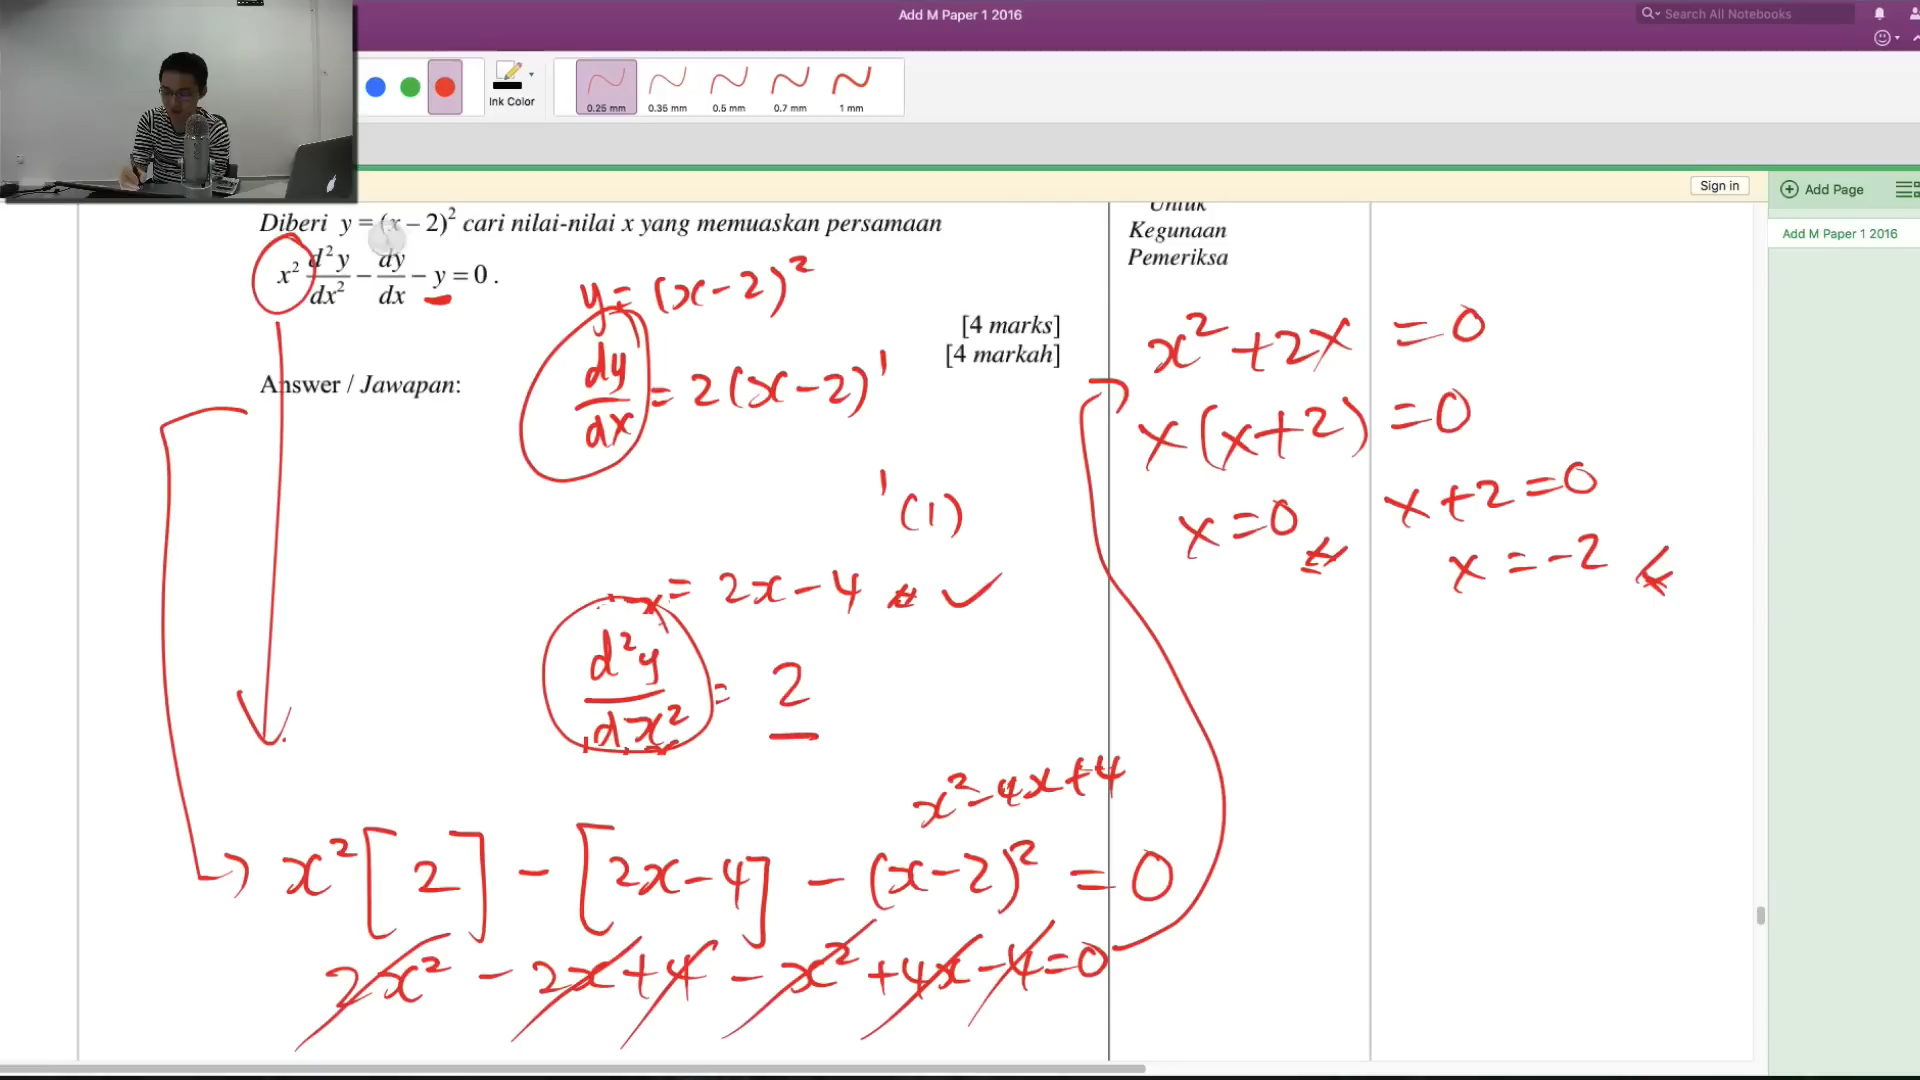 Add M Paper 1 2016
Search All Notebooks
Ink Color
0.25 mm 0.35 mm 0.5 mm 0.7 mm 1 mm
Sign in
Add Page
Add M Paper 1 2016
Untuk
Kegunaan
Pemeriksa
Diberi y = (x – 2)² cari nilai-nilai x yang memuaskan persamaan
x² d²y/dx² – dy/dx – y = 0 .
[4 marks]
[4 markah]
Answer / Jawapan:
y = (x-2)²
dy/dx = 2(x-2)¹
¹(1)
= 2x-4
d²y/dx² = 2
x²-4x+4
x²[2] - [2x-4] - (x-2)² = 0
2x² - 2x+4 - x² +4x-4=0
x²+2x = 0
x(x+2) = 0
x=0 x+2=0
x=-2